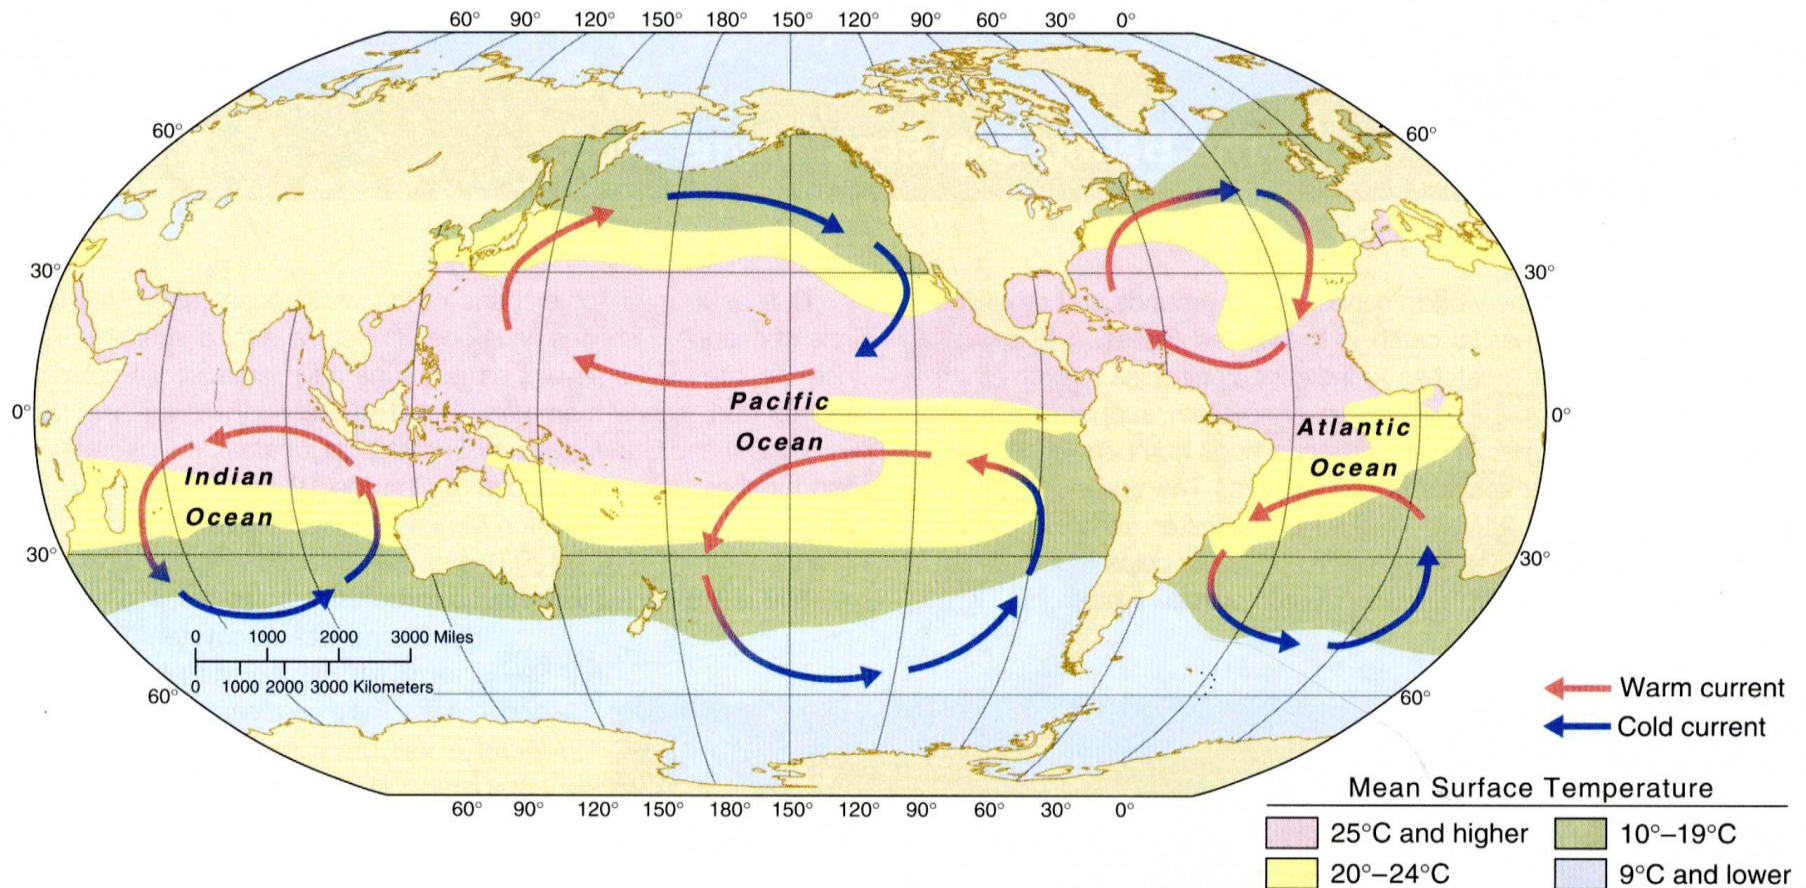 60° 90° 120° 150° 180° 150° 120° 90° 60° 30° 0°
60° 60°
30° 30°
0° 0°
Pacific
Ocean
Atlantic
Ocean
Indian
Ocean
30° 30°
0 1000 2000 3000 Miles
0 1000 2000 3000 Kilometers
60° 60°
Warm current
Cold current
60° 90° 120° 150° 180° 150° 120° 90° 60° 30° 0°
Mean Surface Temperature
25°C and higher 10°–19°C
20°–24°C 9°C and lower